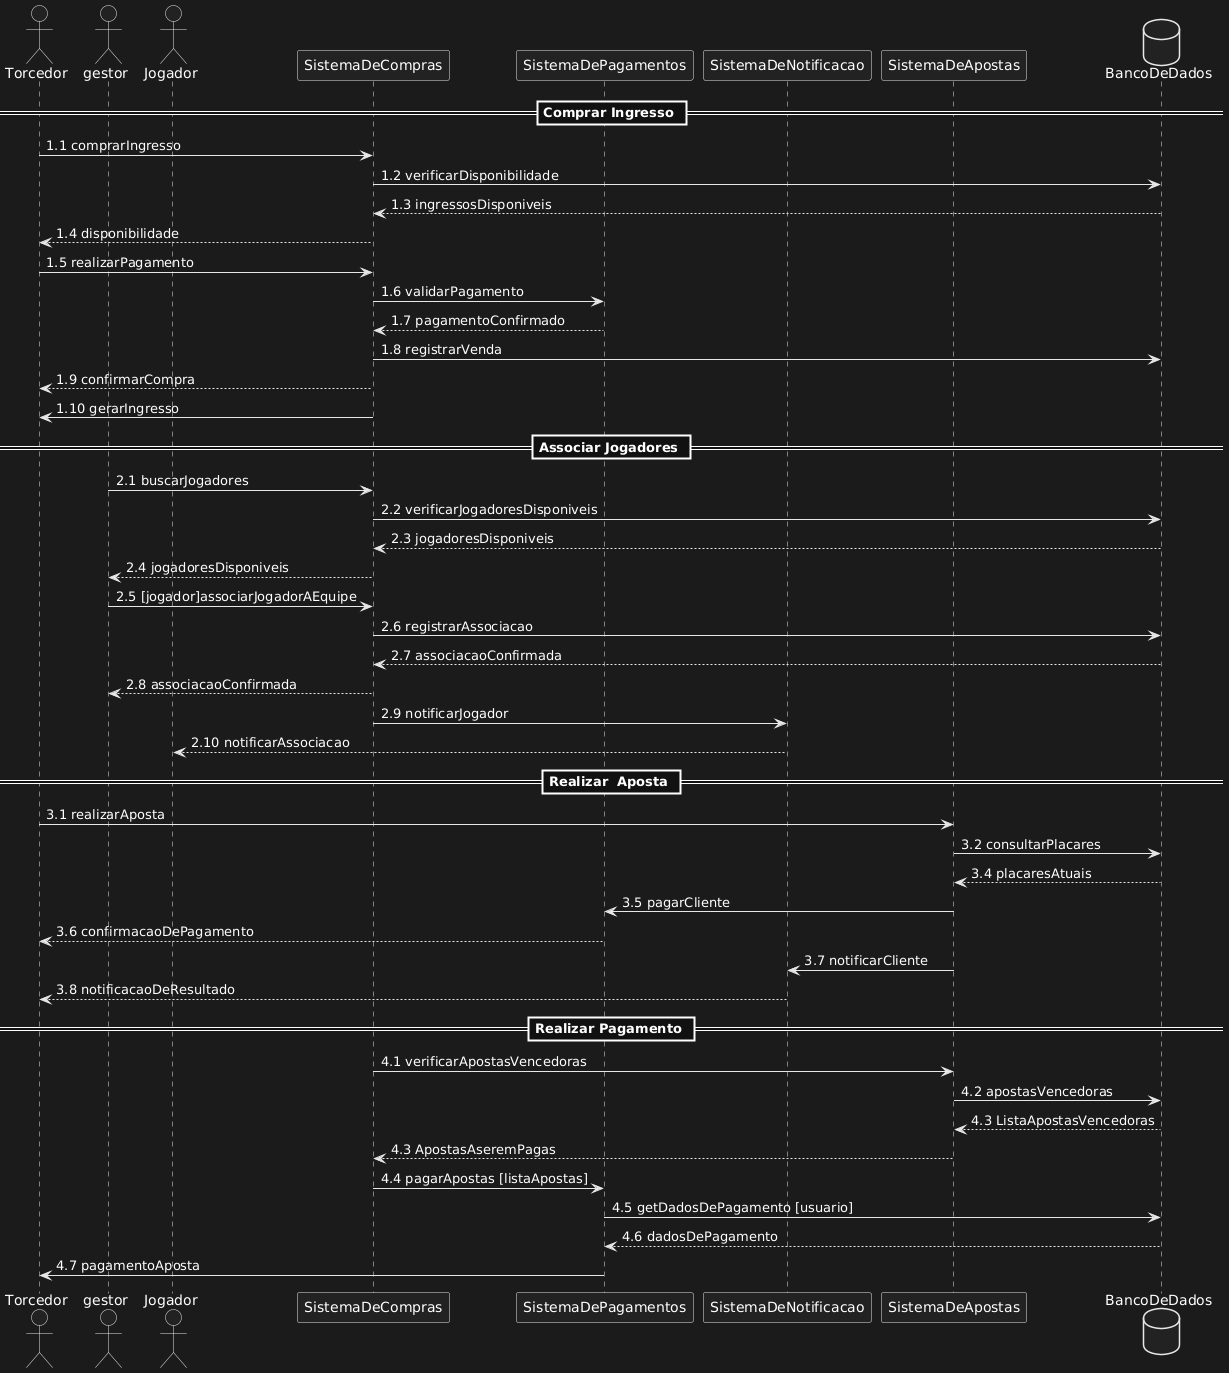 Torcedor gestor Jogador
SistemaDeCompras SistemaDePagamentos SistemaDeNotificacao SistemaDeApostas BancoDeDados
Comprar Ingresso
1.1 comprarIngresso
1.2 verificarDisponibilidade
1.3 ingressosDisponiveis
1.4 disponibilidade
1.5 realizarPagamento
1.6 validarPagamento
1.7 pagamentoConfirmado
1.8 registrarVenda
1.9 confirmarCompra
1.10 gerarIngresso
Associar Jogadores
2.1 buscarJogadores
2.2 verificarJogadoresDisponiveis
2.3 jogadoresDisponiveis
2.4 jogadoresDisponiveis
2.5 [jogador]associarJogadorAEquipe
2.6 registrarAssociacao
2.7 associacaoConfirmada
2.8 associacaoConfirmada
2.9 notificarJogador
2.10 notificarAssociacao
Realizar  Aposta
3.1 realizarAposta
3.2 consultarPlacares
3.4 placaresAtuais
3.5 pagarCliente
3.6 confirmacaoDePagamento
3.7 notificarCliente
3.8 notificacaoDeResultado
Realizar Pagamento
4.1 verificarApostasVencedoras
4.2 apostasVencedoras
4.3 ListaApostasVencedoras
4.3 ApostasAseremPagas
4.4 pagarApostas [listaApostas]
4.5 getDadosDePagamento [usuario]
4.6 dadosDePagamento
4.7 pagamentoAposta
Torcedor gestor Jogador
SistemaDeCompras SistemaDePagamentos SistemaDeNotificacao SistemaDeApostas BancoDeDados